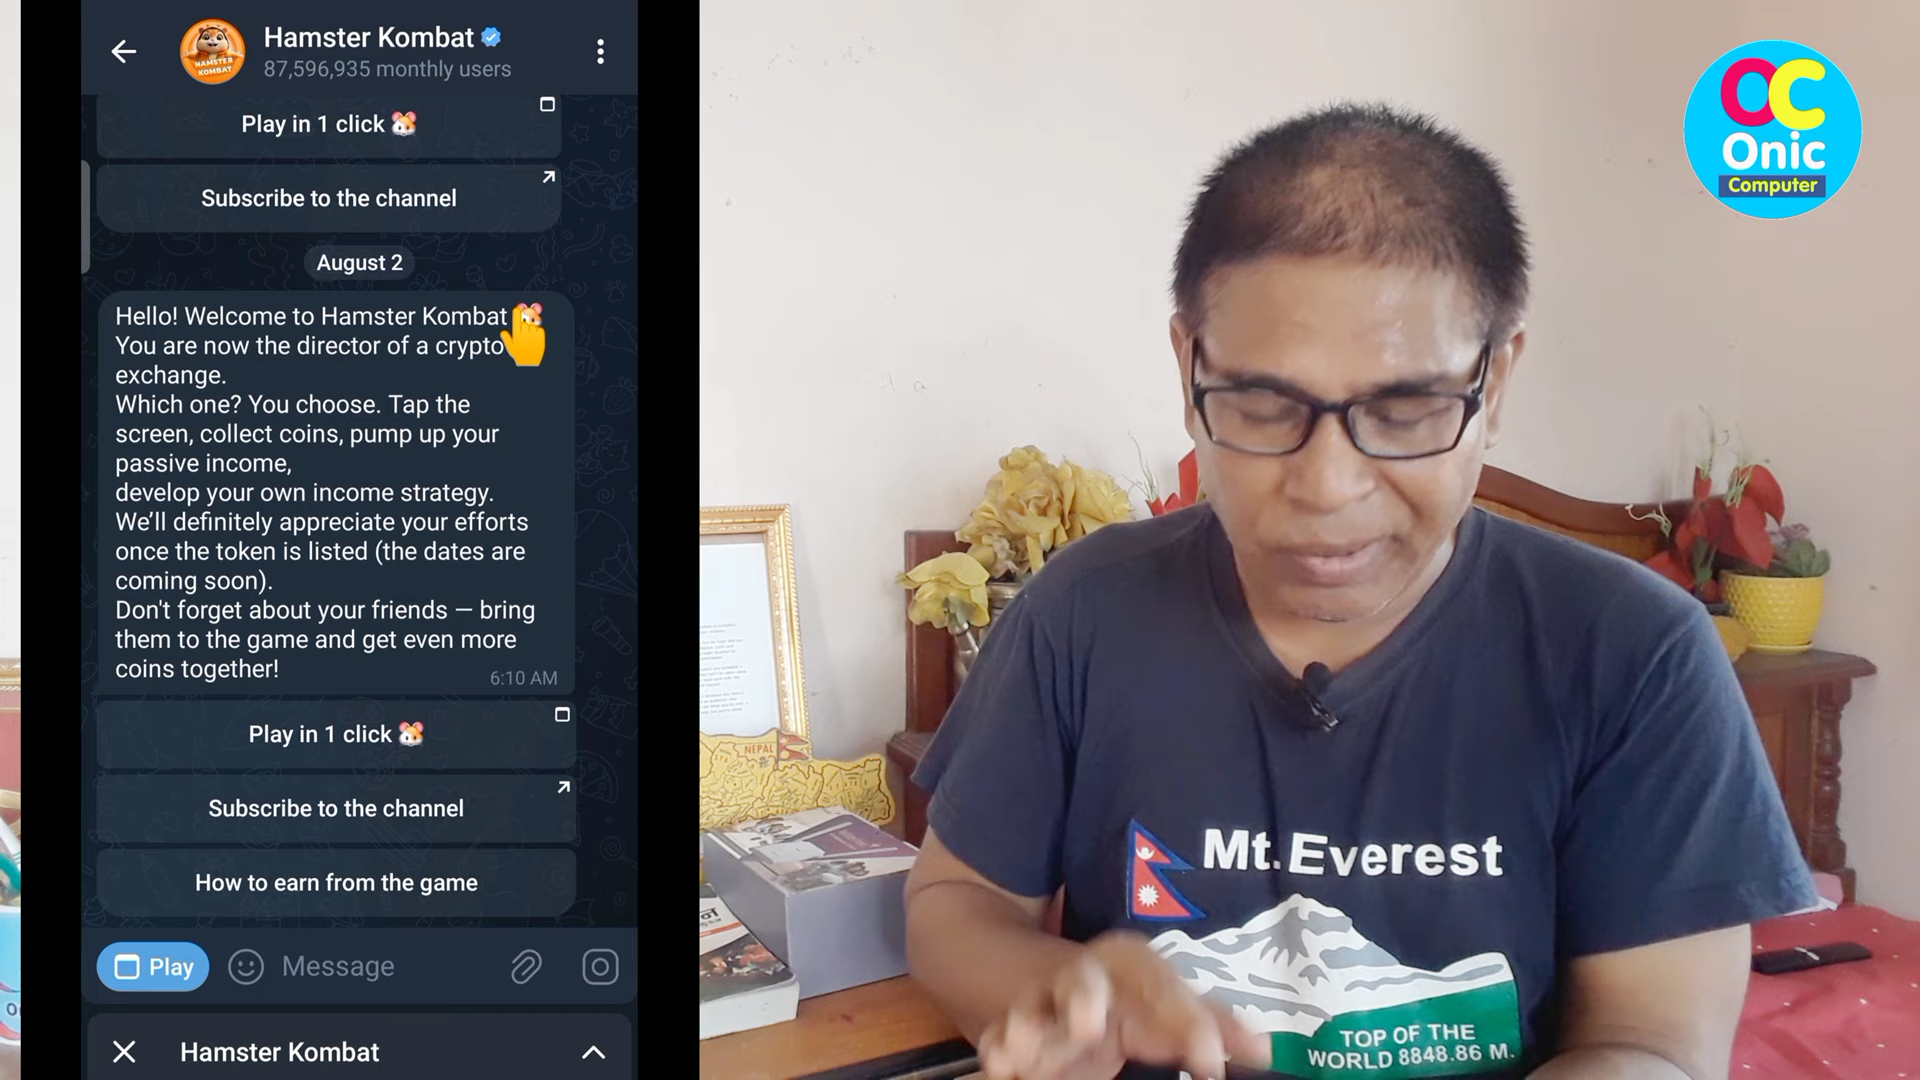 Hamster Kombat
87,596,935 monthly users
HAMSTER
KOMBAT
Play in 1 click
Subscribe to the channel
August 2
Hello! Welcome to Hamster Kombat
You are now the director of a crypto
exchange.
Which one? You choose. Tap the
screen, collect coins, pump up your
passive income,
develop your own income strategy.
We’ll definitely appreciate your efforts
once the token is listed (the dates are
coming soon).
Don't forget about your friends — bring
them to the game and get even more
coins together!
6:10 AM
Play in 1 click
Subscribe to the channel
How to earn from the game
Play
Message
Hamster Kombat
OC
Onic
Computer
NEPAL
Mt. Everest
TOP OF THE
WORLD 8848.86 M.